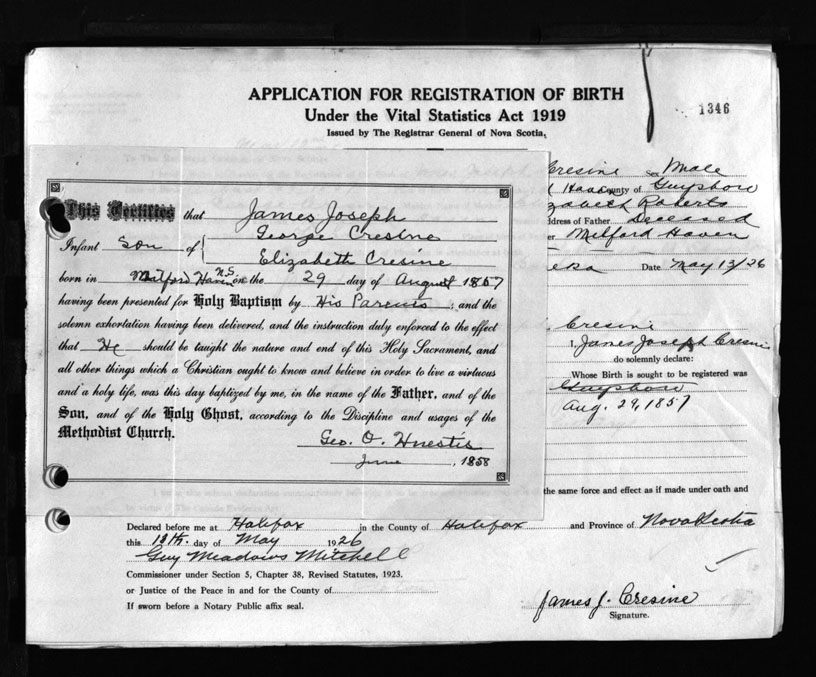 APPLICATION FOR REGISTRATION OF BIRTH
Under the Vital Statistics Act 1919
Issued by The Registrar General of Nova Scotia,
1346
Cresine Sex Male
Haven County of Guysboro
Elizabeth Roberts
ddress of Father Deceased
Milford Haven
Date May 13/26
Cresine
I, James Joseph Cresine
do solemnly declare:
Whose Birth is sought to be registered was
Guysboro
Aug. 29, 1857
the same force and effect as if made under oath and
This Certifies that James Joseph
Infant Son of { George Cresine
Elizabeth Cresine
born in Milford Haven N.S. on the 29 day of August 1857
having been presented for Holy Baptism by His Parents, and the
solemn exhortation having been delivered, and the instruction duly enforced to the effect
that He should be taught the nature and end of this Holy Sacrament, and
all other things which a Christian ought to know and believe in order to live a virtuous
and a holy life, was this day baptized by me, in the name of the Father, and of the
Son, and of the Holy Ghost, according to the Discipline and usages of the
Methodist Church.
Geo. O. Huestis
June, 1858
Declared before me at Halifax in the County of Halifax and Province of Nova Scotia
this 13th. day of May 1926
Guy Meadows Mitchell
Commissioner under Section 5, Chapter 38, Revised Statutes, 1923.
or Justice of the Peace in and for the County of
If sworn before a Notary Public affix seal.
James J. Cresine
Signature.